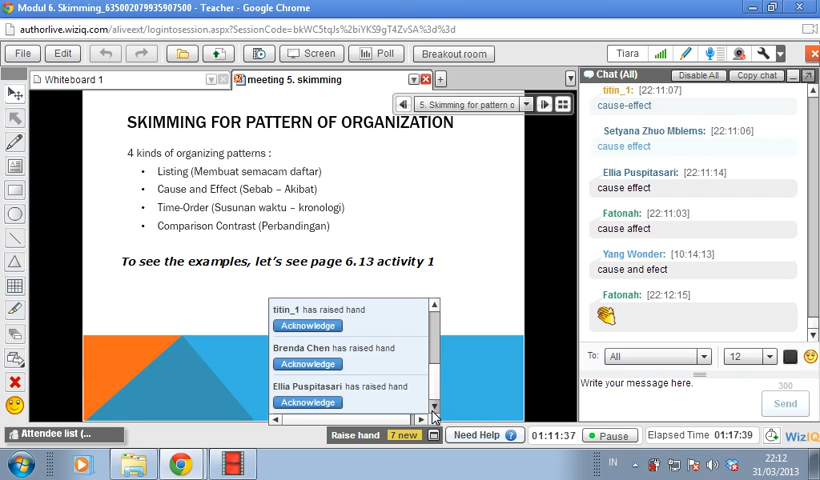 Modul 6. Skimming_635002079935907500 - Teacher - Google Chrome
authorlive.wiziq.com/aliveext/logintosession.aspx?SessionCode=bkWC5tqJs%2biYKS9gT4ZvSA%3d%3d
File
Edit
Screen
Poll
Breakout room
Tiara
Whiteboard 1
meeting 5. skimming
5. Skimming for pattern o
SKIMMING FOR PATTERN OF ORGANIZATION
4 kinds of organizing patterns :
• Listing (Membuat semacam daftar)
• Cause and Effect (Sebab – Akibat)
• Time-Order (Susunan waktu – kronologi)
• Comparison Contrast (Perbandingan)
To see the examples, let's see page 6.13 activity 1
titin_1 has raised hand
Acknowledge
Brenda Chen has raised hand
Acknowledge
Ellia Puspitasari has raised hand
Acknowledge
Chat (All)
Disable All
Copy chat
titin_1: [22:11:07]
cause-effect
Setyana Zhuo Mblems: [22:11:06]
cause effect
Ellia Puspitasari: [22:11:14]
cause effect
Fatonah: [22:11:03]
cause affect
Yang Wonder: [10:14:13]
cause and efect
Fatonah: [22:12:15]
To:
All
12
Write your message here.
300
Send
Attendee list (...
Raise hand
7 new
Need Help
01:11:37
Pause
Elapsed Time : 01:17:39
WizIQ
IN
22:12
31/03/2013